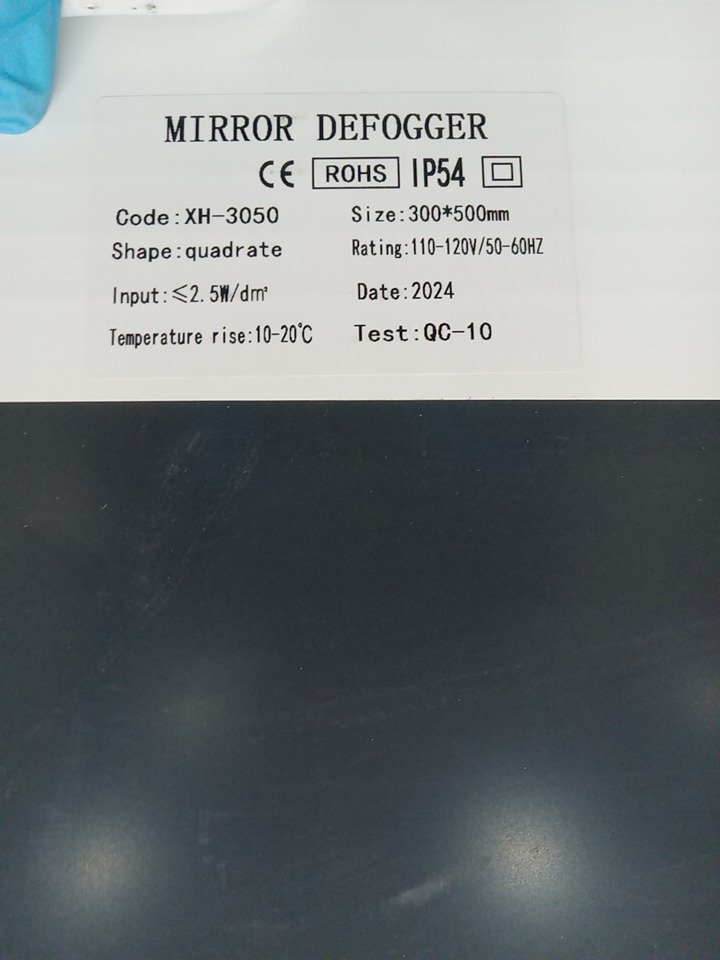 MIRROR DEFOGGER
CE ROHS IP54
Code:XH-3050 Size:300*500mm
Shape:quadrate Rating:110-120V/50-60HZ
Input:≤2.5W/dm² Date:2024
Temperature rise:10-20℃ Test:QC-10